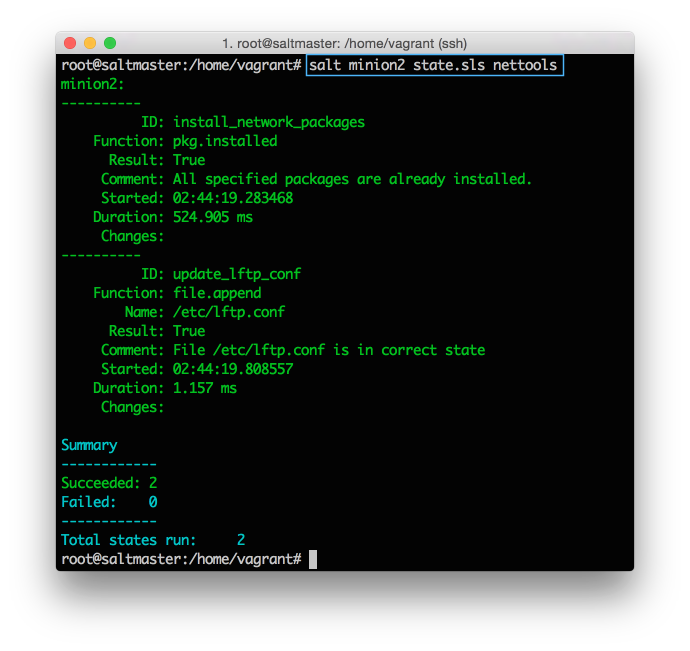 1. root@saltmaster: /home/vagrant (ssh)
root@saltmaster:/home/vagrant# salt minion2 state.sls nettools
minion2:
----------
          ID: install_network_packages
    Function: pkg.installed
      Result: True
     Comment: All specified packages are already installed.
     Started: 02:44:19.283468
    Duration: 524.905 ms
     Changes:
----------
          ID: update_lftp_conf
    Function: file.append
        Name: /etc/lftp.conf
      Result: True
     Comment: File /etc/lftp.conf is in correct state
     Started: 02:44:19.808557
    Duration: 1.157 ms
     Changes:

Summary
------------
Succeeded: 2
Failed:    0
------------
Total states run:     2
root@saltmaster:/home/vagrant#